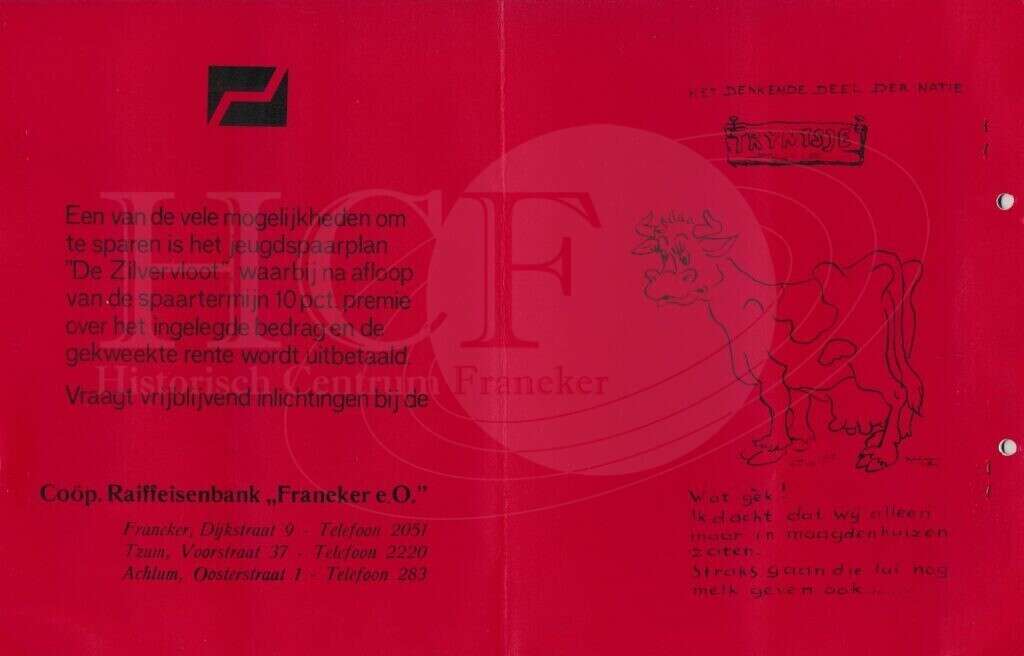 Een van de vele mogelijkheden om
te sparen is het jeugdspaarplan
"De Zilvervloot", waarbij na afloop
van de spaartermijn 10 pct. premie
over het ingelegde bedrag en de
gekweekte rente wordt uitbetaald.
Vraagt vrijblijvend inlichtingen bij de
Coöp. Raiffeisenbank „Franeker e.O.”
Franeker, Dijkstraat 9 - Telefoon 2051
Tzum, Voorstraat 37 - Telefoon 2220
Achlum, Oosterstraat 1 - Telefoon 283
HCF
Historisch Centrum Franeker
HET DENKENDE DEEL DER NATIE
TRYNTSJE
Wat gèk!
Ik dacht dat wij alleen
maar in maagdenhuizen
zaten.
Straks gaan die lui nog
melk geven ook........